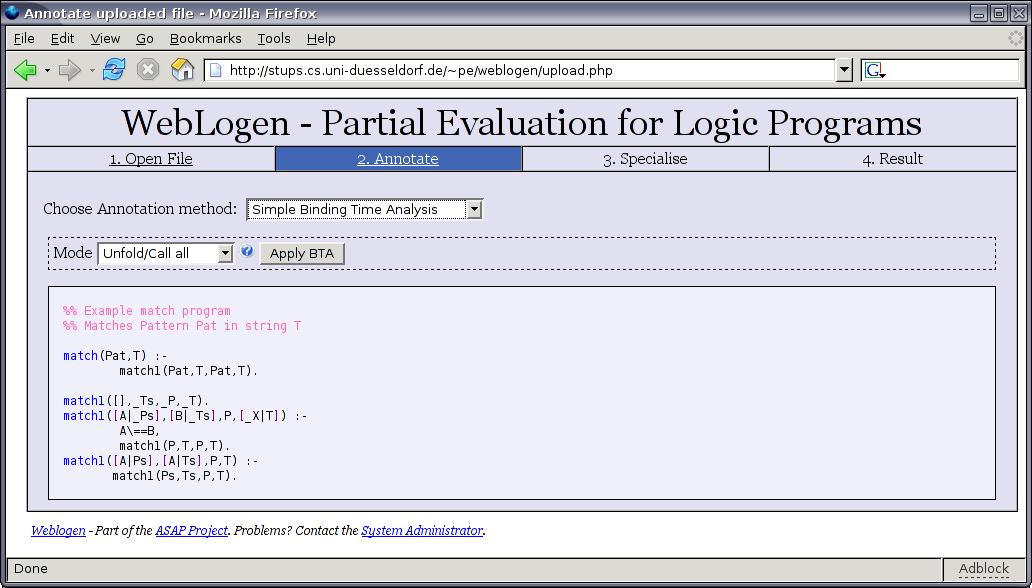 Annotate uploaded file - Mozilla Firefox
File Edit View Go Bookmarks Tools Help
http://stups.cs.uni-duesseldorf.de/~pe/weblogen/upload.php
G
WebLogen - Partial Evaluation for Logic Programs
1. Open File 2. Annotate 3. Specialise 4. Result
Choose Annotation method: Simple Binding Time Analysis
Mode Unfold/Call all ? Apply BTA
%% Example match program
%% Matches Pattern Pat in string T
match(Pat,T) :-
match1(Pat,T,Pat,T).
match1([],_Ts,_P,_T).
match1([A|_Ps],[B|_Ts],P,[_X|T]) :-
A\==B,
match1(P,T,P,T).
match1([A|Ps],[A|Ts],P,T) :-
match1(Ps,Ts,P,T).
Weblogen - Part of the ASAP Project. Problems? Contact the System Administrator.
Done Adblock